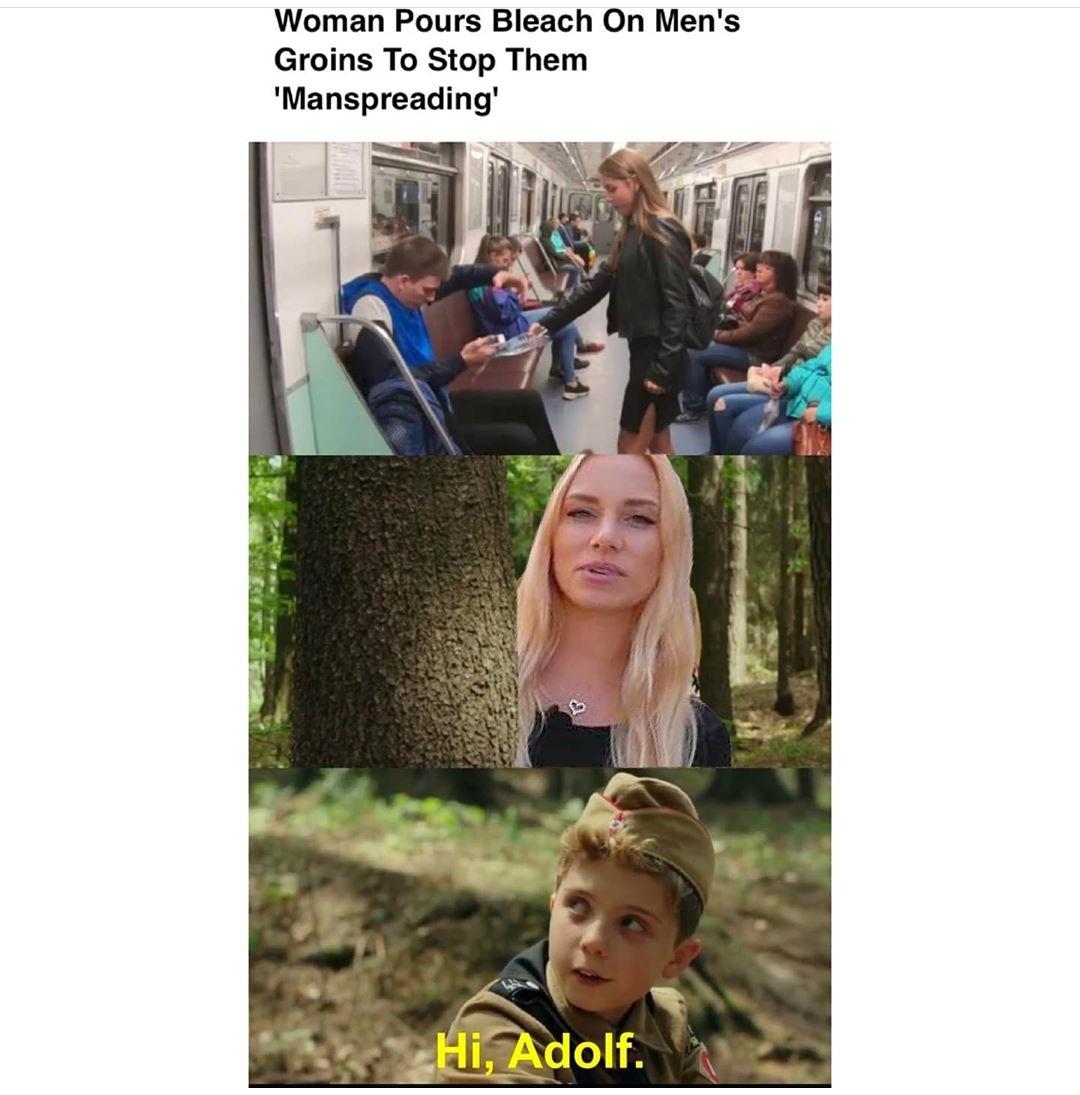 Woman Pours Bleach On Men's
Groins To Stop Them
'Manspreading'
Hi, Adolf.